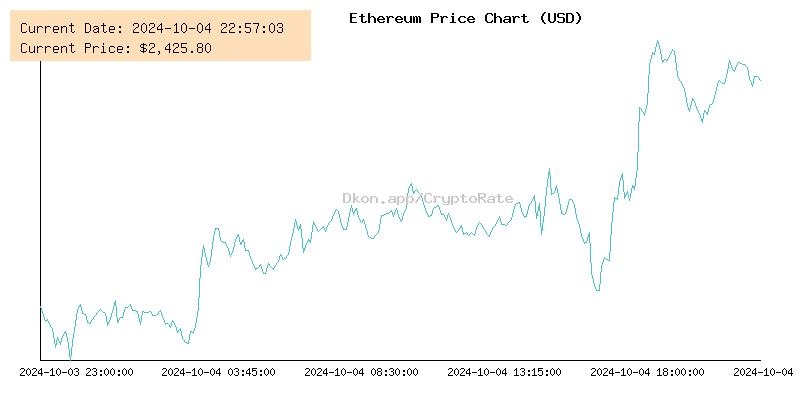 Ethereum Price Chart (USD)
Current Date: 2024-10-04 22:57:03
Current Price: $2,425.80
Dkon.app/CryptoRate
2024-10-03 23:00:00
2024-10-04 03:45:00
2024-10-04 08:30:00
2024-10-04 13:15:00
2024-10-04 18:00:00
2024-10-04